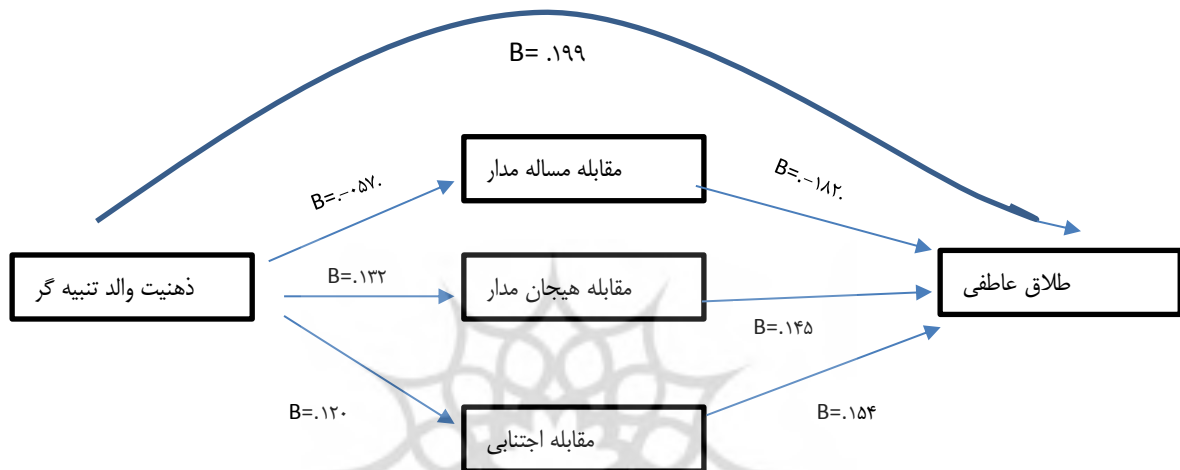 B= .۱۹۹
مقابله مساله مدار
B=.-۰۵۷.
B=.-۱۸۲.
ذهنیت والد تنبیه گر
B=.۱۳۲
مقابله هیجان مدار
طلاق عاطفی
B=.۱۴۵
B=.۱۲۰
مقابله اجتنابی
B=.۱۵۴